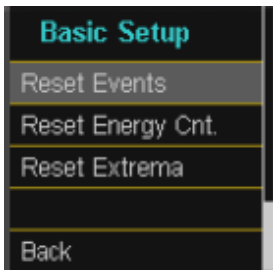 Basic Setup
Reset Events
Reset Energy Cnt.
Reset Extrema
Back